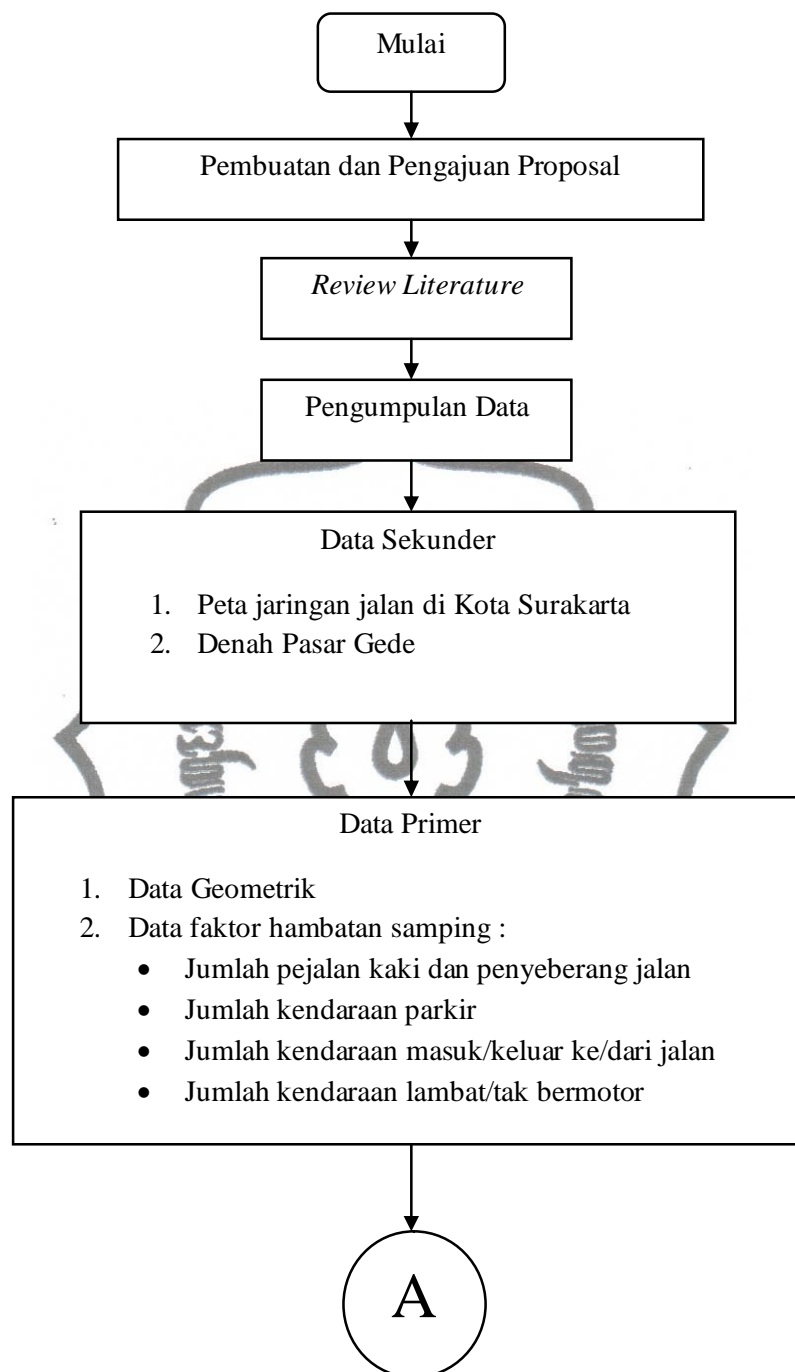 Mulai
Pembuatan dan Pengajuan Proposal
Review Literature
Pengumpulan Data
Data Sekunder
1. Peta jaringan jalan di Kota Surakarta
2. Denah Pasar Gede
Data Primer
1. Data Geometrik
2. Data faktor hambatan samping :
• Jumlah pejalan kaki dan penyeberang jalan
• Jumlah kendaraan parkir
• Jumlah kendaraan masuk/keluar ke/dari jalan
• Jumlah kendaraan lambat/tak bermotor
A